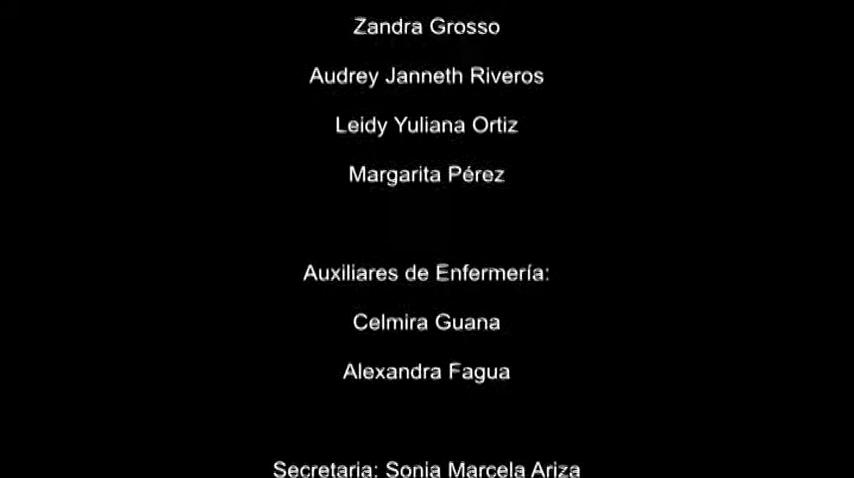 Zandra Grosso
Audrey Janneth Riveros
Leidy Yuliana Ortiz
Margarita Pérez
Auxiliares de Enfermería:
Celmira Guana
Alexandra Fagua
Secretaria: Sonia Marcela Ariza